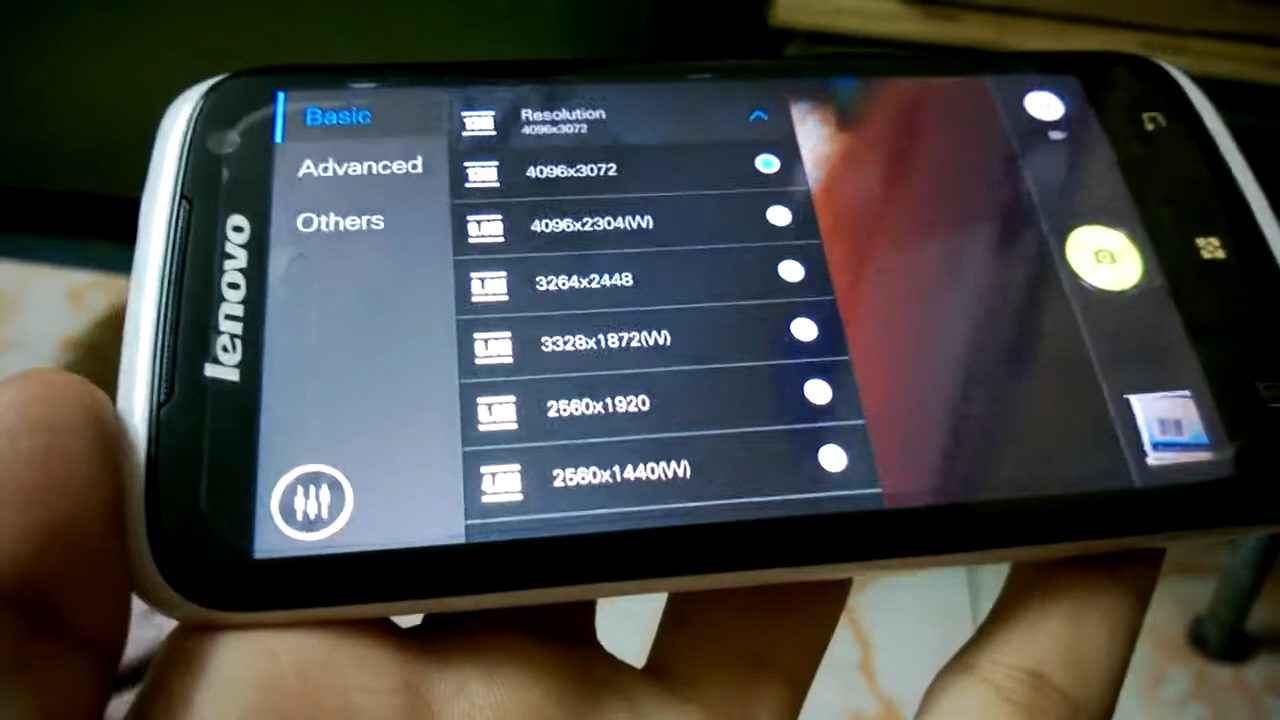 lenovo
Basic
Advanced
Others
Resolution
4096x3072
4096x3072
4096x2304(W)
3264x2448
3328x1872(W)
2560x1920
2560x1440(W)